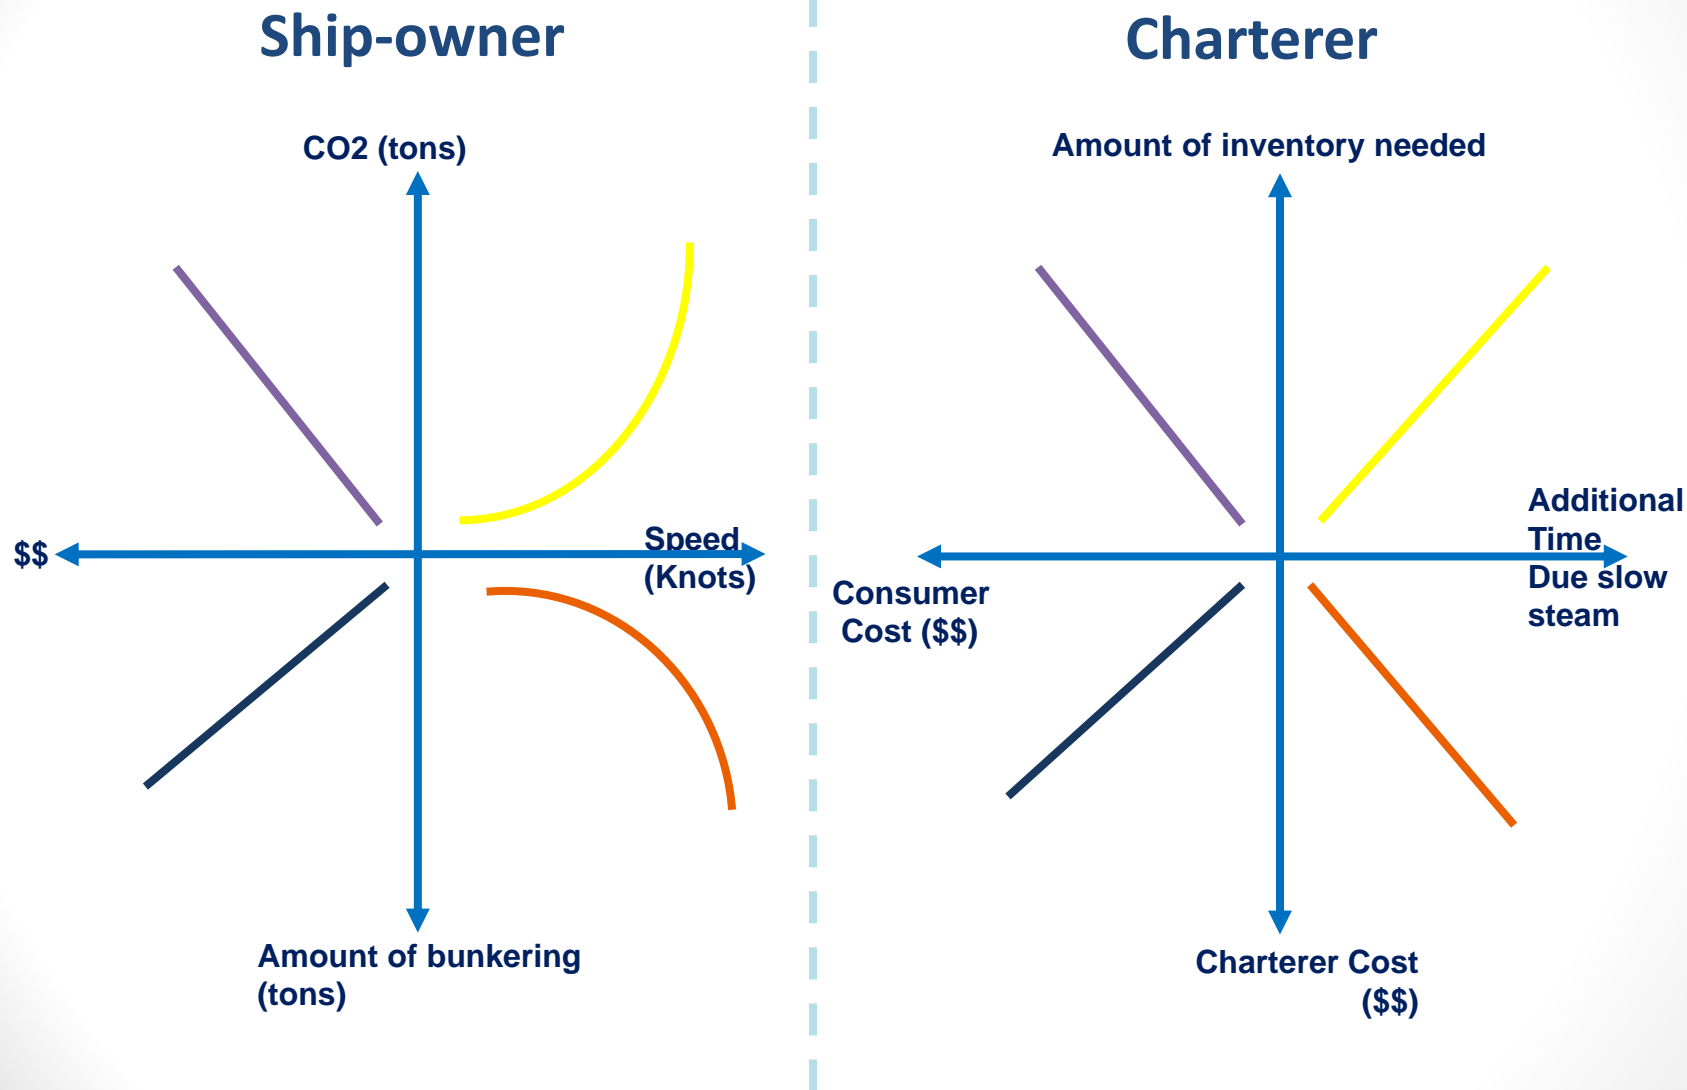 Ship-owner
CO2 (tons)
$$
Speed
(Knots)
Amount of bunkering
(tons)
Charterer
Amount of inventory needed
Additional
Time
Due slow
steam
Consumer
Cost ($$)
Charterer Cost
($$)